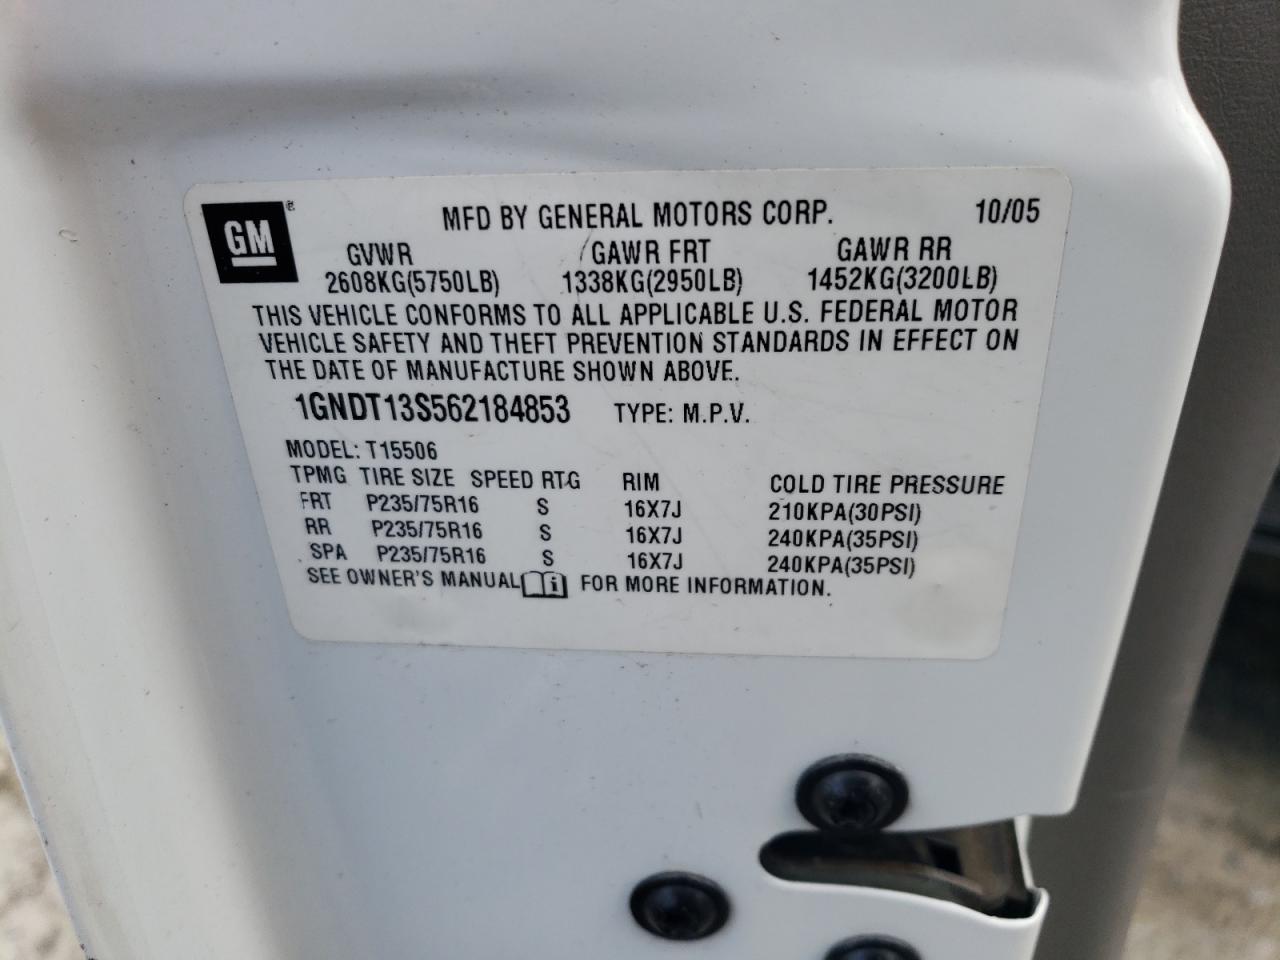 GM ® MFD BY GENERAL MOTORS CORP. 10/05
GVWR GAWR FRT GAWR RR
2608KG(5750LB) 1338KG(2950LB) 1452KG(3200LB)
THIS VEHICLE CONFORMS TO ALL APPLICABLE U.S. FEDERAL MOTOR
VEHICLE SAFETY AND THEFT PREVENTION STANDARDS IN EFFECT ON
THE DATE OF MANUFACTURE SHOWN ABOVE.
1GNDT13S562184853 TYPE: M.P.V.
MODEL: T15506
TPMG TIRE SIZE SPEED RTG RIM COLD TIRE PRESSURE
FRT P235/75R16 S 16X7J 210KPA(30PSI)
RR P235/75R16 S 16X7J 240KPA(35PSI)
SPA P235/75R16 S 16X7J 240KPA(35PSI)
SEE OWNER'S MANUAL i FOR MORE INFORMATION.